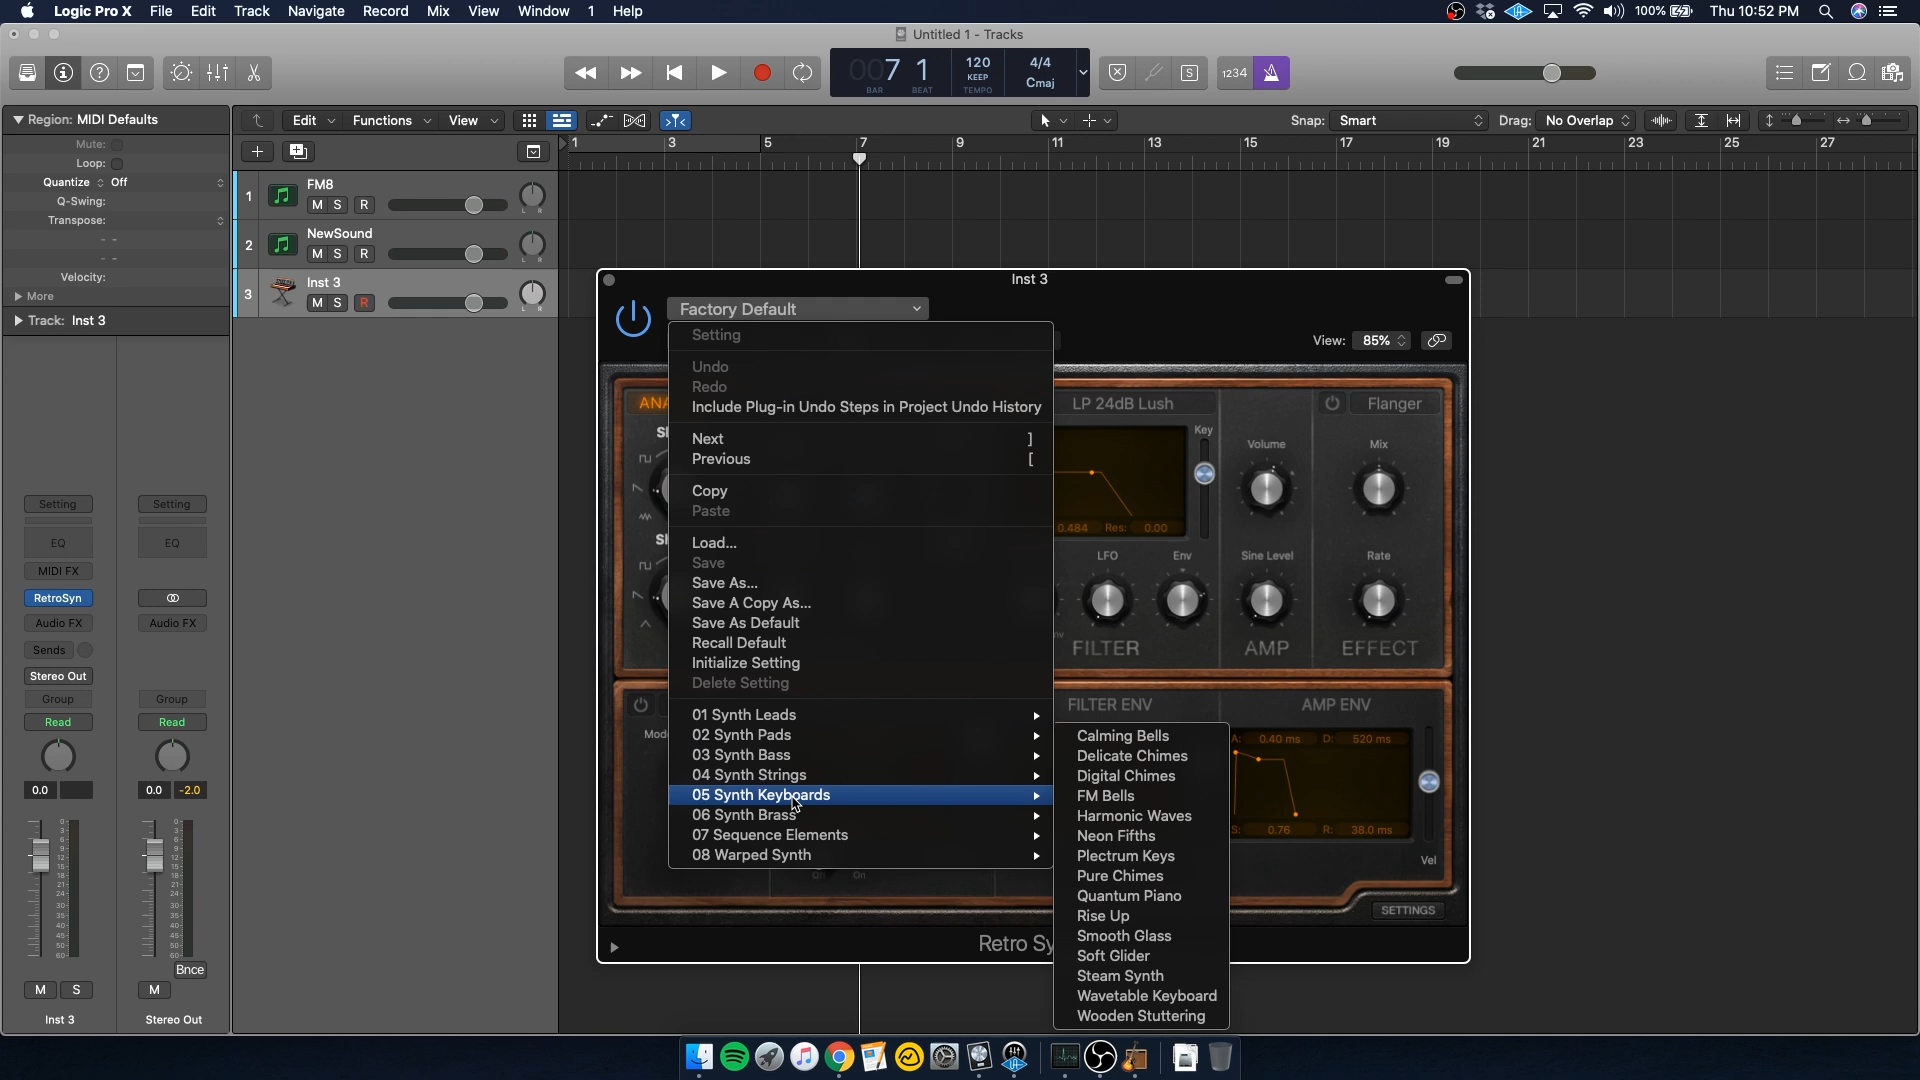 Logic Pro X File Edit Track Navigate Record Mix View Window 1 Help
100% Thu 10:52 PM
Untitled 1 - Tracks
007 1
BAR BEAT
120
KEEP
TEMPO
4/4
Cmaj
S
1234
Region: MIDI Defaults
Mute:
Loop:
Quantize Off
Q-Swing:
Transpose:
- -
- -
Velocity:
More
Track: Inst 3
Edit Functions View
Snap: Smart
Drag: No Overlap
1 3 5 7 9 11 13 15 17 19 21 23 25 27
1 FM8
M S R
L R
2 NewSound
M S R
L R
3 Inst 3
M S R
L R
Setting Setting
EQ EQ
MIDI FX
RetroSyn
Audio FX Audio FX
Sends
Stereo Out
Group Group
Read Read
0.0 0.0 -2.0
Bnce
M S M
Inst 3 Stereo Out
Inst 3
Factory Default
View: 85%
Setting
Undo
Redo
Include Plug-in Undo Steps in Project Undo History
Next ]
Previous [
Copy
Paste
Load...
Save
Save As...
Save A Copy As...
Save As Default
Recall Default
Initialize Setting
Delete Setting
01 Synth Leads
02 Synth Pads
03 Synth Bass
04 Synth Strings
05 Synth Keyboards
06 Synth Brass
07 Sequence Elements
08 Warped Synth
Calming Bells
Delicate Chimes
Digital Chimes
FM Bells
Harmonic Waves
Neon Fifths
Plectrum Keys
Pure Chimes
Quantum Piano
Rise Up
Smooth Glass
Soft Glider
Steam Synth
Wavetable Keyboard
Wooden Stuttering
LP 24dB Lush
Flanger
Key
Volume
Mix
0.484 Res: 0.00
LFO Env
Sine Level
Rate
FILTER
AMP
EFFECT
FILTER ENV
AMP ENV
A: 0.40 ms D: 520 ms
S: 0.76 R: 38.0 ms
Vel
On
SETTINGS
Retro Sy